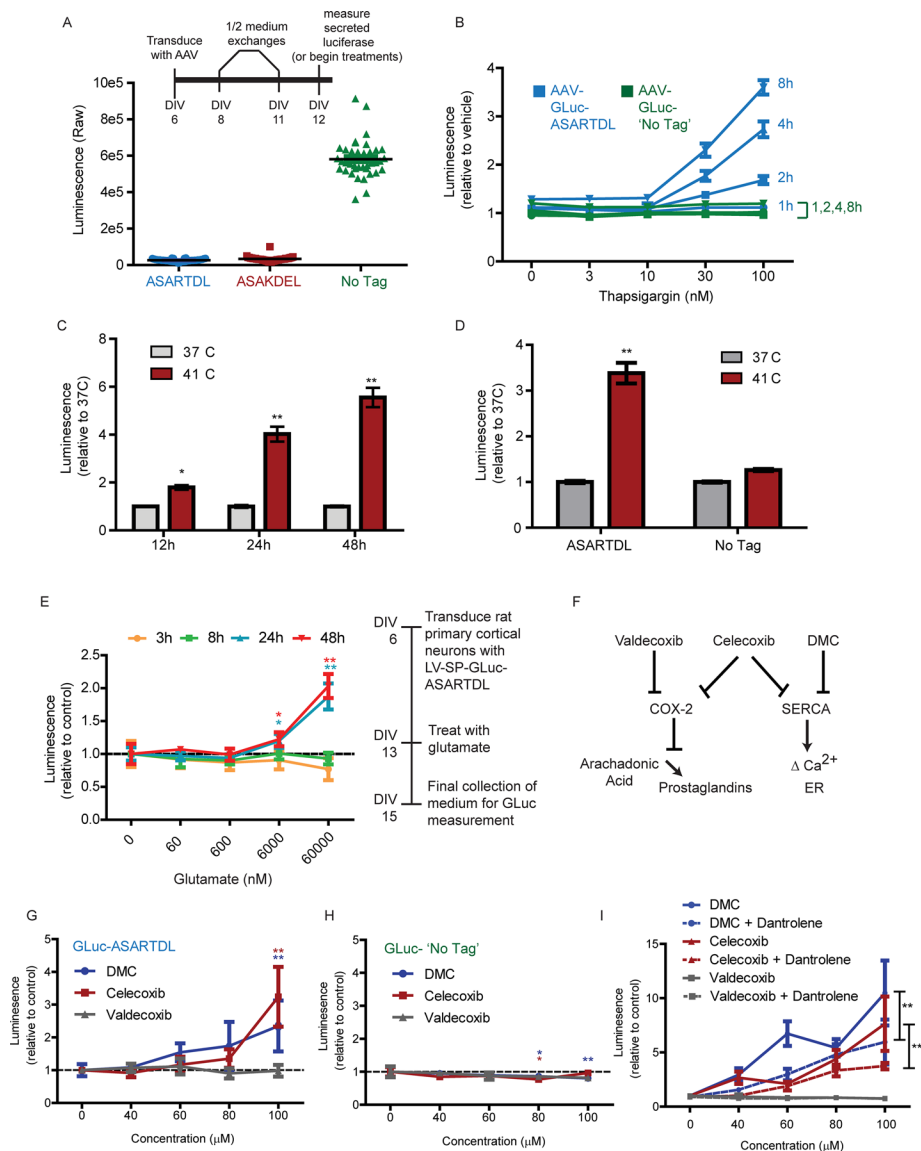 A
Transduce
with AAV
1/2 medium
exchanges
measure
secreted
luciferase
(or begin treatments)
DIV
6
DIV
8
DIV
11
DIV
12
Luminescence (Raw)
10e5
8e5
6e5
4e5
2e5
0
ASARTDL
ASAKDEL
No Tag
B
Luminescence
(relative to vehicle)
4
3
2
1
0
AAV-
GLuc-
ASARTDL
AAV-
GLuc-
'No Tag'
8h
4h
2h
1h
1,2,4,8h
0
3
10
30
100
Thapsigargin (nM)
C
Luminescence
(relative to 37C)
8
6
4
2
0
37 C
41 C
*
**
**
12h
24h
48h
D
Luminescence
(relative to 37C)
4
3
2
1
0
37 C
41 C
**
ASARTDL
No Tag
E
3h
8h
24h
48h
Luminescence
(relative to control)
2.5
2.0
1.5
1.0
0.5
0.0
*
*
**
**
0
60
600
6000
60000
Glutamate (nM)
DIV
6
Transduce rat
primary cortical
neurons with
LV-SP-GLuc-
ASARTDL
DIV
13
Treat with
glutamate
DIV
15
Final collection of
medium for GLuc
measurement
F
Valdecoxib
Celecoxib
DMC
COX-2
SERCA
Arachadonic
Acid
Prostaglandins
Δ Ca2+
ER
G
GLuc-ASARTDL
DMC
Celecoxib
Valdecoxib
Luminesence
(relative to control)
5
4
3
2
1
0
**
**
0
40
60
80
100
Concentration (μM)
H
GLuc- 'No Tag'
DMC
Celecoxib
Valdecoxib
Luminesence
(relative to control)
5
4
3
2
1
0
*
*
**
0
40
60
80
100
Concentration (μM)
I
DMC
DMC + Dantrolene
Celecoxib
Celecoxib + Dantrolene
Valdecoxib
Valdecoxib + Dantrolene
Luminesence
(relative to control)
15
10
5
0
**
**
0
40
60
80
100
Concentration (μM)